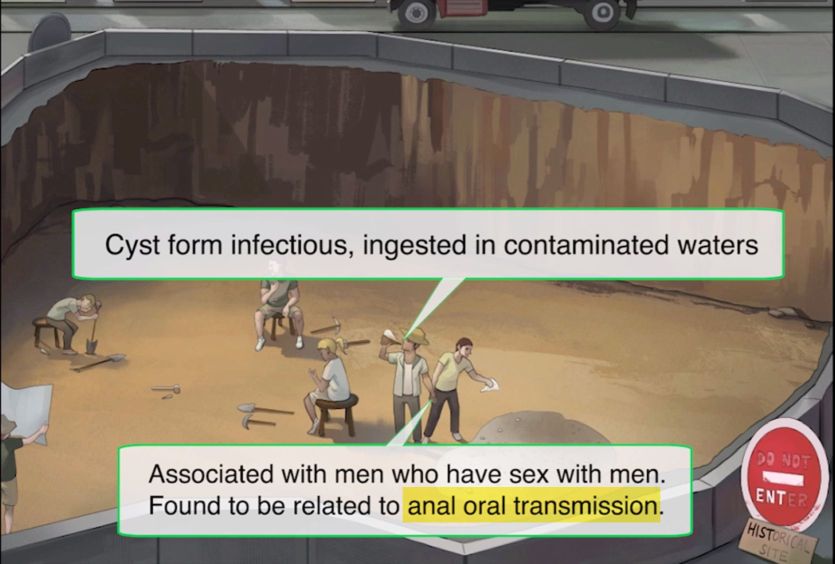 Cyst form infectious, ingested in contaminated waters
Associated with men who have sex with men.
Found to be related to anal oral transmission.
DO NOT
ENTER
HISTORICAL
SITE